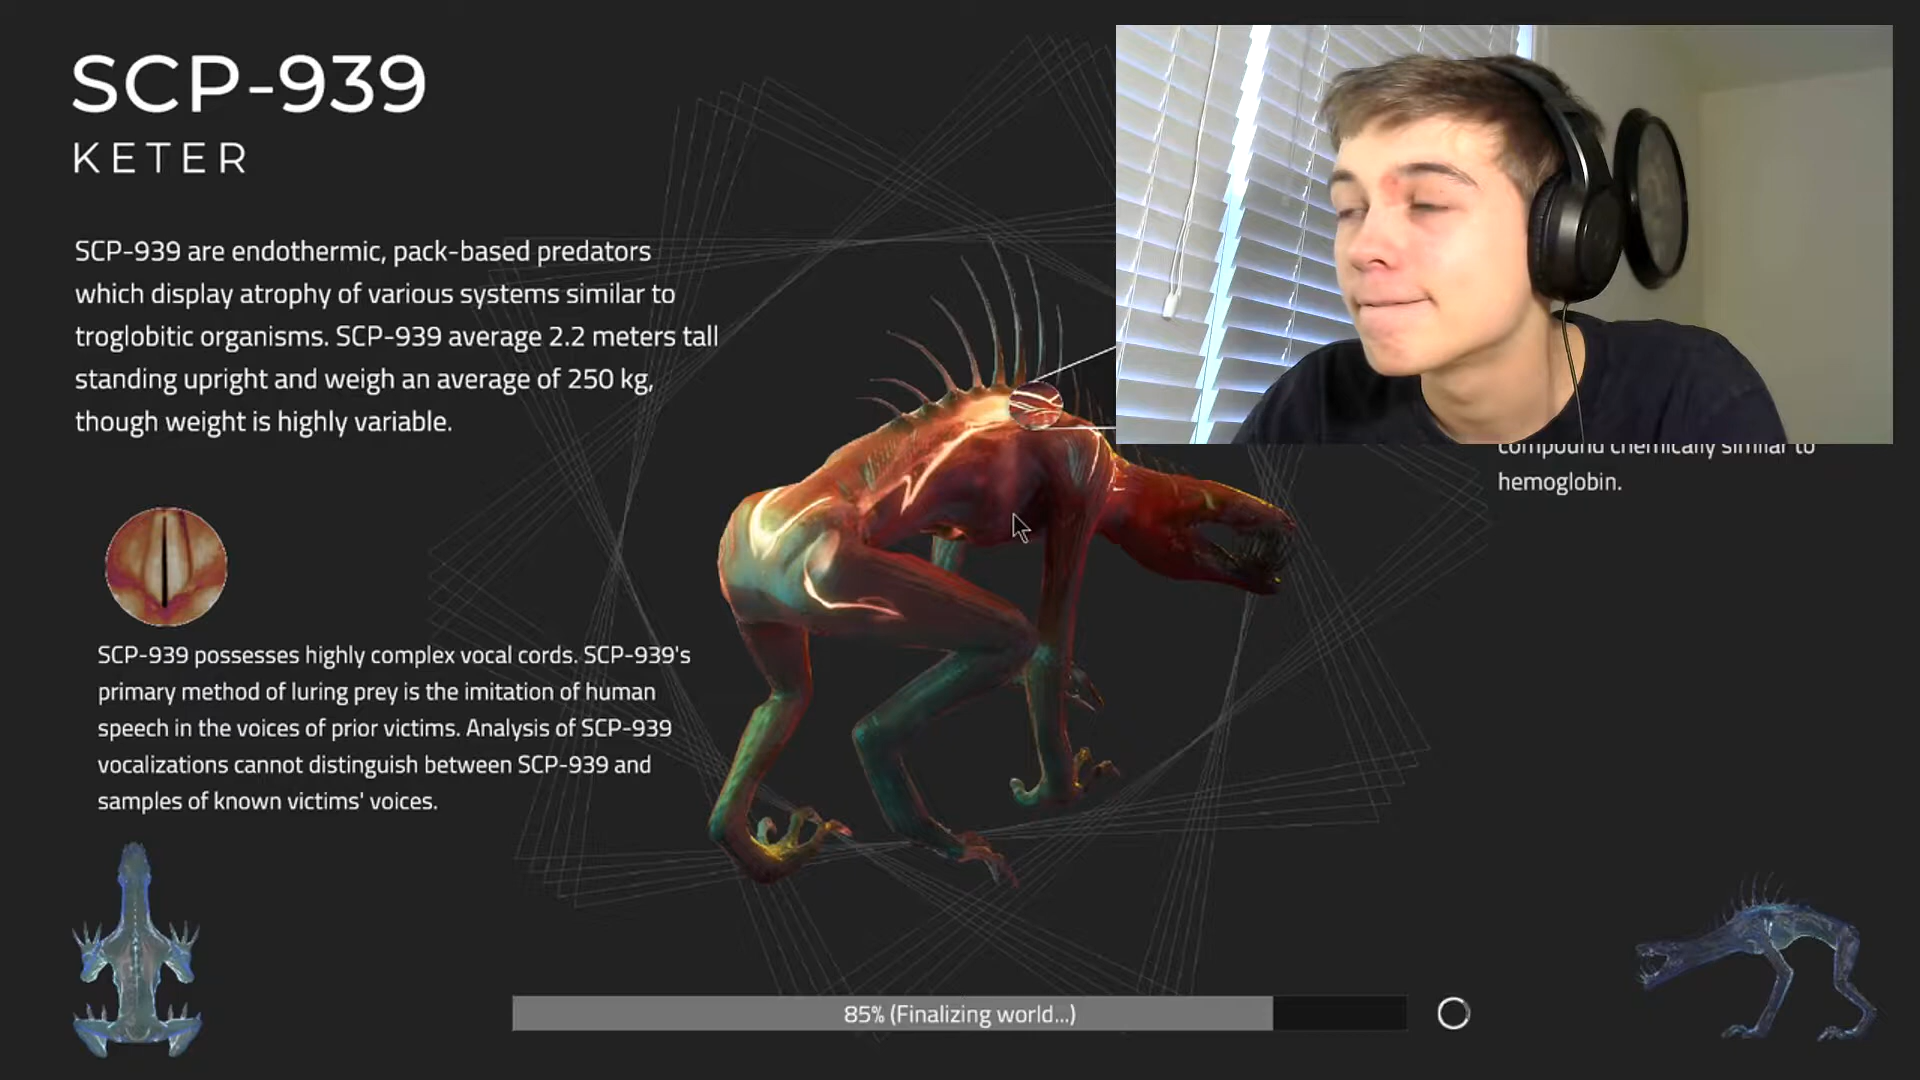 SCP-939
KETER
SCP-939 are endothermic, pack-based predators
which display atrophy of various systems similar to
troglobitic organisms. SCP-939 average 2.2 meters tall
standing upright and weigh an average of 250 kg,
though weight is highly variable.
compound chemically similar to
hemoglobin.
SCP-939 possesses highly complex vocal cords. SCP-939's
primary method of luring prey is the imitation of human
speech in the voices of prior victims. Analysis of SCP-939
vocalizations cannot distinguish between SCP-939 and
samples of known victims' voices.
85% (Finalizing world...)